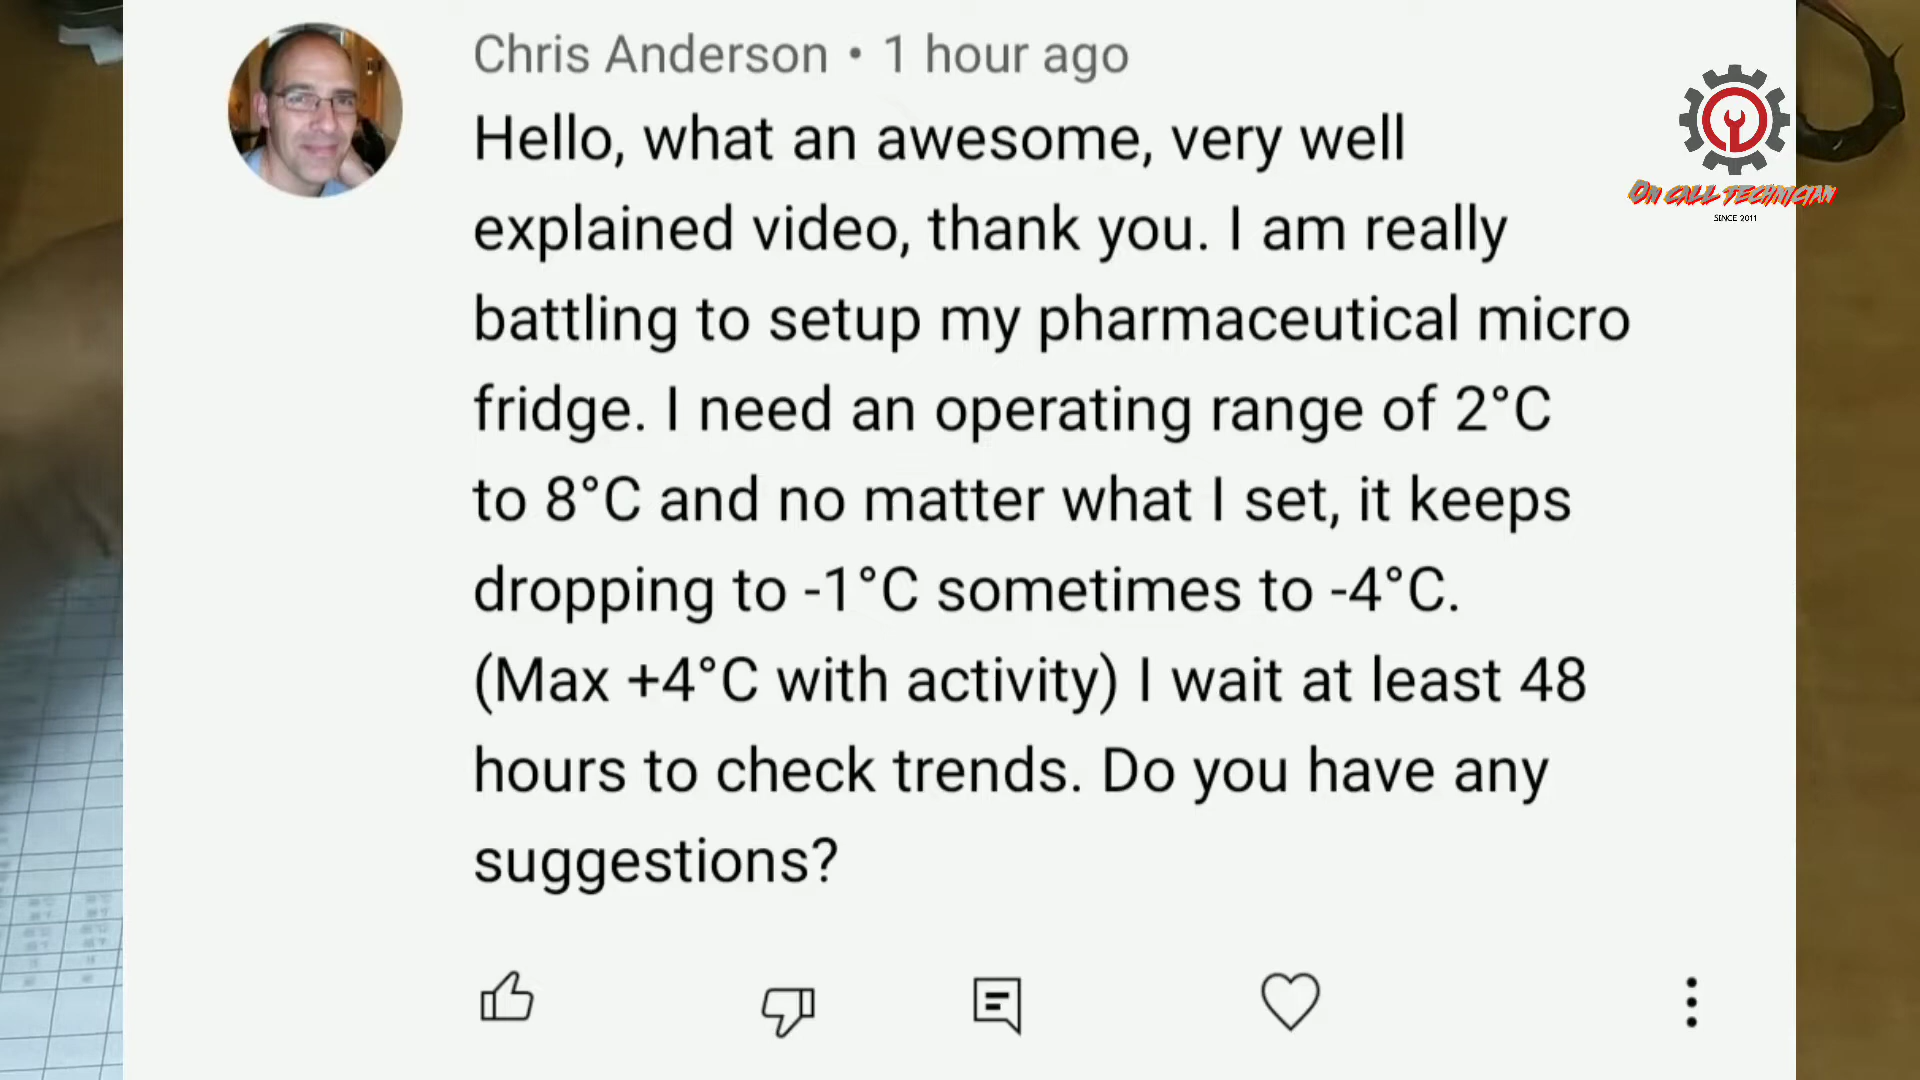 Chris Anderson • 1 hour ago
Hello, what an awesome, very well
explained video, thank you. I am really
battling to setup my pharmaceutical micro
fridge. I need an operating range of 2°C
to 8°C and no matter what I set, it keeps
dropping to -1°C sometimes to -4°C.
(Max +4°C with activity) I wait at least 48
hours to check trends. Do you have any
suggestions?
ON CALL TECHNICIAN
SINCE 2011